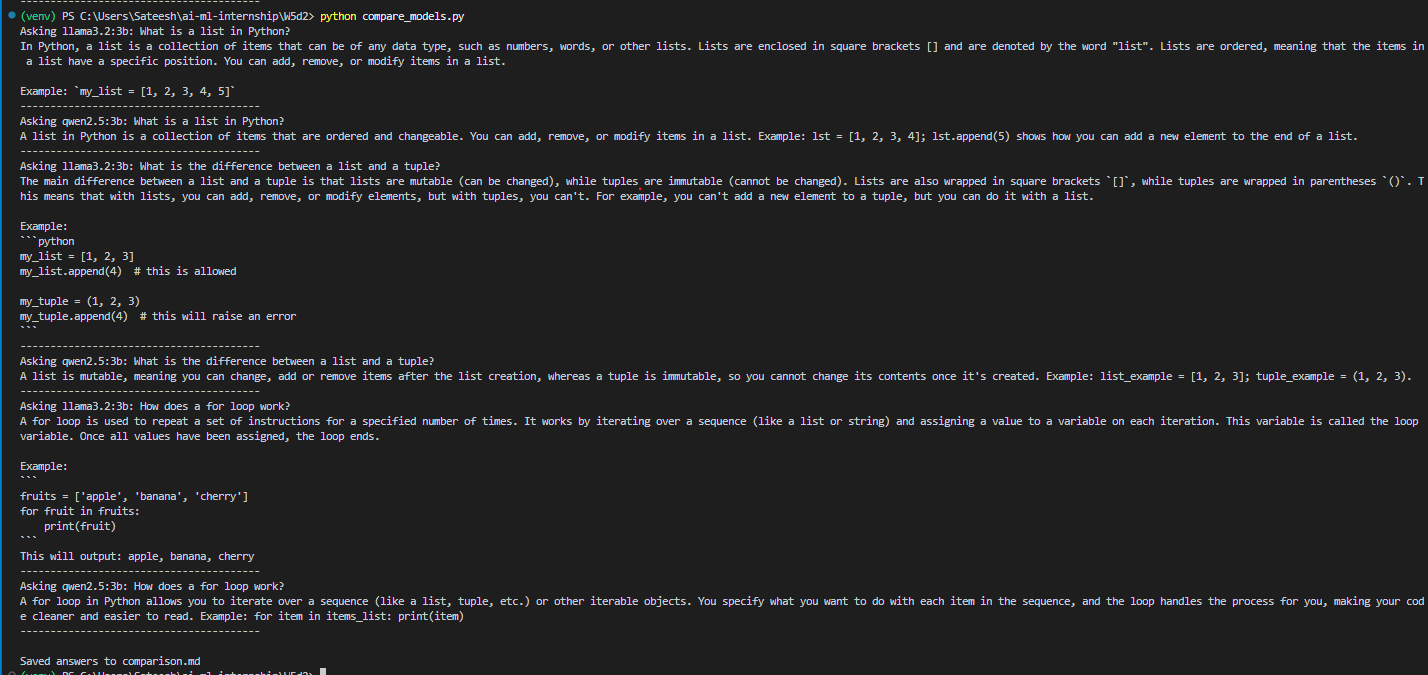 ----------------------------------------
(venv) PS C:\Users\Sateesh\ai-ml-internship\W5d2> python compare_models.py
Asking llama3.2:3b: What is a list in Python?
In Python, a list is a collection of items that can be of any data type, such as numbers, words, or other lists. Lists are enclosed in square brackets [] and are denoted by the word "list". Lists are ordered, meaning that the items in
 a list have a specific position. You can add, remove, or modify items in a list.

Example: `my_list = [1, 2, 3, 4, 5]`
----------------------------------------
Asking qwen2.5:3b: What is a list in Python?
A list in Python is a collection of items that are ordered and changeable. You can add, remove, or modify items in a list. Example: lst = [1, 2, 3, 4]; lst.append(5) shows how you can add a new element to the end of a list.
----------------------------------------
Asking llama3.2:3b: What is the difference between a list and a tuple?
The main difference between a list and a tuple is that lists are mutable (can be changed), while tuples are immutable (cannot be changed). Lists are also wrapped in square brackets `[]`, while tuples are wrapped in parentheses `()`. T
his means that with lists, you can add, remove, or modify elements, but with tuples, you can't. For example, you can't add a new element to a tuple, but you can do it with a list.

Example:
```python
my_list = [1, 2, 3]
my_list.append(4)  # this is allowed

my_tuple = (1, 2, 3)
my_tuple.append(4)  # this will raise an error
```
----------------------------------------
Asking qwen2.5:3b: What is the difference between a list and a tuple?
A list is mutable, meaning you can change, add or remove items after the list creation, whereas a tuple is immutable, so you cannot change its contents once it's created. Example: list_example = [1, 2, 3]; tuple_example = (1, 2, 3).
----------------------------------------
Asking llama3.2:3b: How does a for loop work?
A for loop is used to repeat a set of instructions for a specified number of times. It works by iterating over a sequence (like a list or string) and assigning a value to a variable on each iteration. This variable is called the loop
variable. Once all values have been assigned, the loop ends.

Example:
```
fruits = ['apple', 'banana', 'cherry']
for fruit in fruits:
    print(fruit)
```
This will output: apple, banana, cherry
----------------------------------------
Asking qwen2.5:3b: How does a for loop work?
A for loop in Python allows you to iterate over a sequence (like a list, tuple, etc.) or other iterable objects. You specify what you want to do with each item in the sequence, and the loop handles the process for you, making your cod
e cleaner and easier to read. Example: for item in items_list: print(item)
----------------------------------------

Saved answers to comparison.md
(venv) PS C:\Users\Sateesh\ai-ml-internship\W5d2>